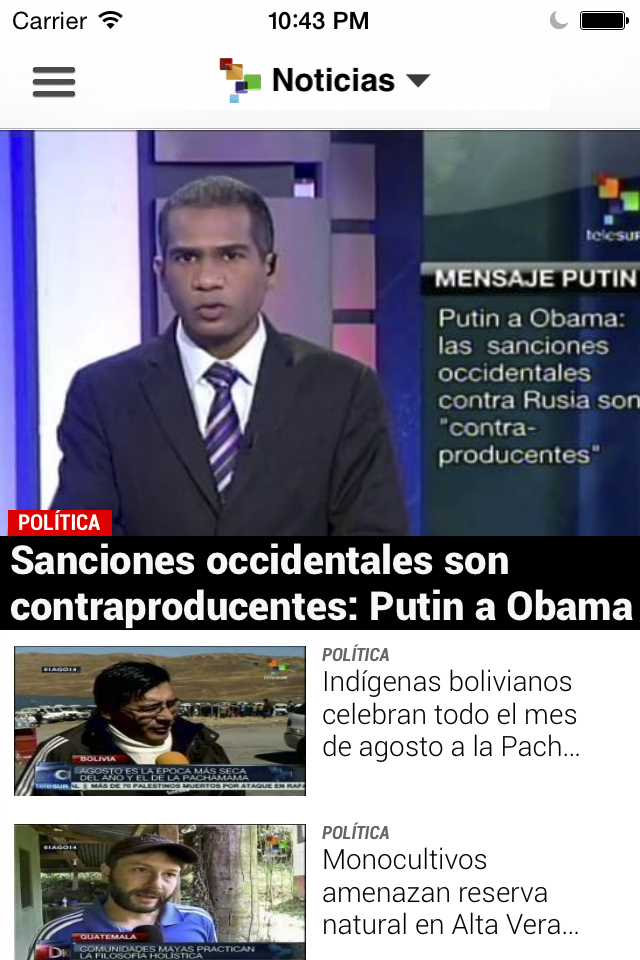 Carrier 10:43 PM
Noticias
telesur
MENSAJE PUTIN
Putin a Obama:
las sanciones
occidentales
contra Rusia son
"contra-
producentes"
POLÍTICA
Sanciones occidentales son
contraproducentes: Putin a Obama
POLÍTICA
Indígenas bolivianos
celebran todo el mes
de agosto a la Pach...
01AGO14
BOLIVIA
AGOSTO ES LA ÉPOCA MÁS SECA
DEL AÑO Y EL DE LA PACHAMAMA
teleSUR
MÁS DE 70 PALESTINOS MUERTOS POR ATAQUE EN RAFA
POLÍTICA
Monocultivos
amenazan reserva
natural en Alta Vera...
01AGO14
GUATEMALA
COMUNIDADES MAYAS PRACTICAN
LA FILOSOFÍA HOLÍSTICA